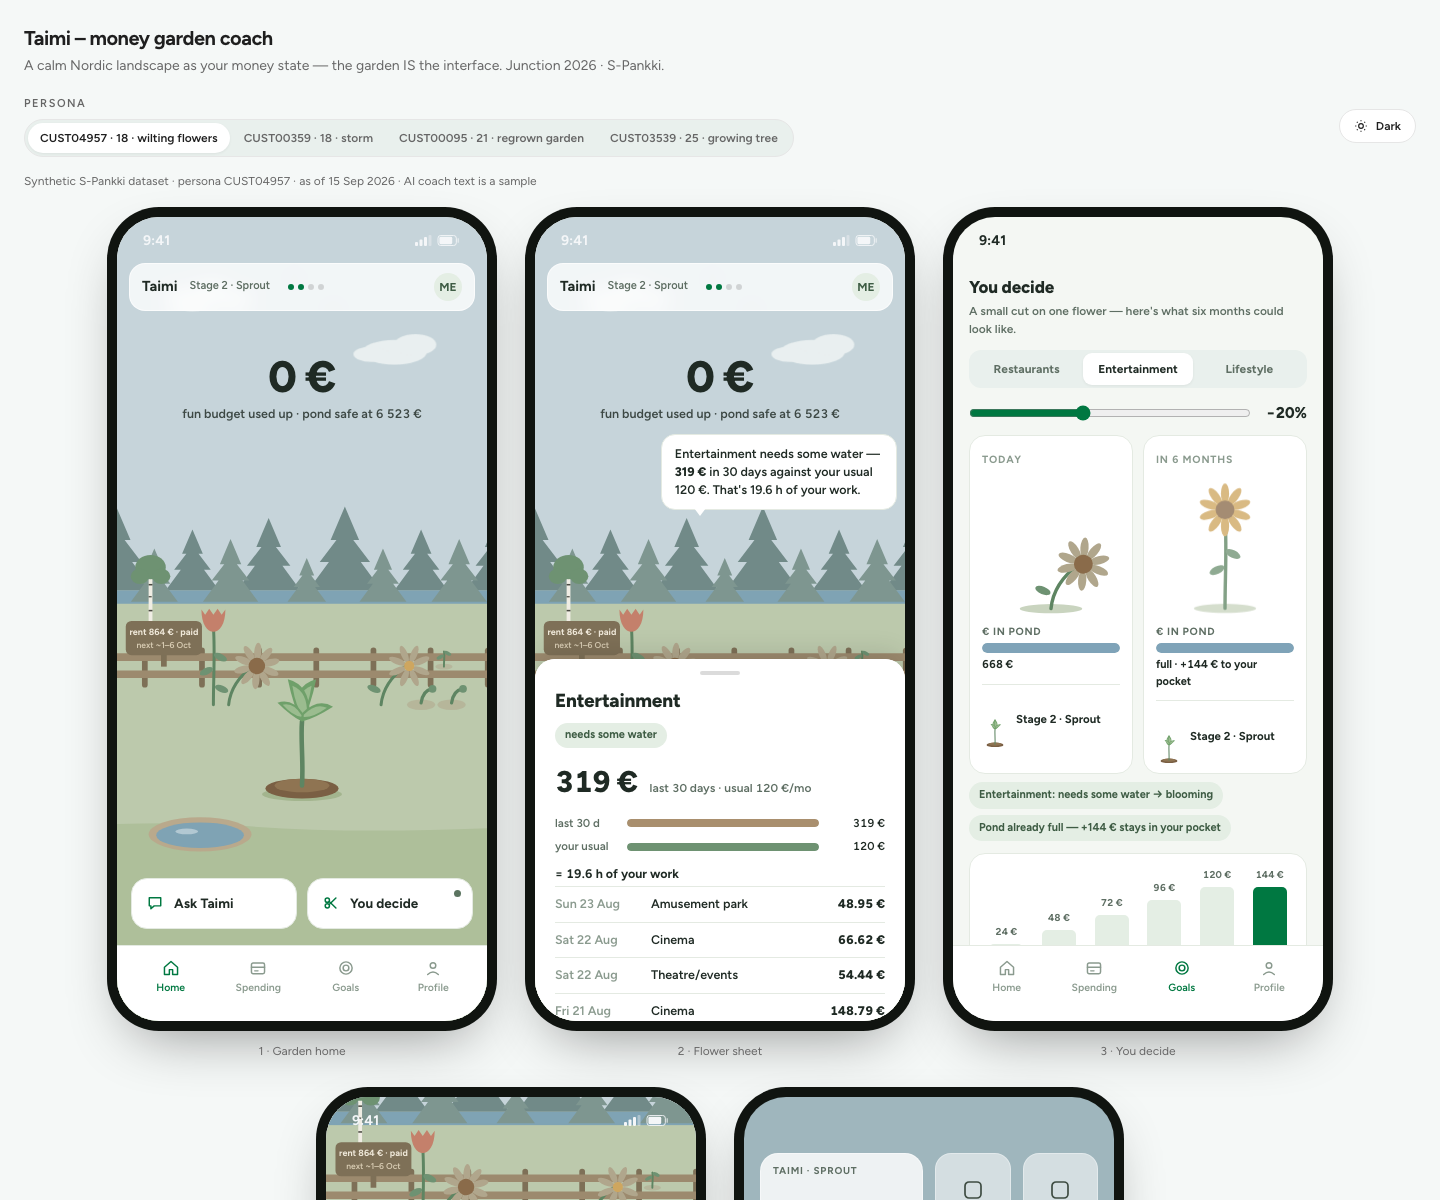 Taimi – money garden coach
A calm Nordic landscape as your money state — the garden IS the interface. Junction 2026 · S-Pankki.
PERSONA
CUST04957 · 18 · wilting flowers
CUST00359 · 18 · storm
CUST00095 · 21 · regrown garden
CUST03539 · 25 · growing tree
Dark
Synthetic S-Pankki dataset · persona CUST04957 · as of 15 Sep 2026 · AI coach text is a sample
9:41
Taimi
Stage 2 · Sprout
ME
0 €
fun budget used up · pond safe at 6 523 €
rent 864 € · paid
next ~1–6 Oct
Ask Taimi
You decide
Home
Spending
Goals
Profile
1 · Garden home
9:41
Taimi
Stage 2 · Sprout
ME
0 €
fun budget used up · pond safe at 6 523 €
Entertainment needs some water —
319 € in 30 days against your usual
120 €. That's 19.6 h of your work.
rent 864 € · paid
next ~1–6 Oct
Entertainment
needs some water
319 € last 30 days · usual 120 €/mo
last 30 d 319 €
your usual 120 €
= 19.6 h of your work
Sun 23 Aug Amusement park 48.95 €
Sat 22 Aug Cinema 66.62 €
Sat 22 Aug Theatre/events 54.44 €
Fri 21 Aug Cinema 148.79 €
2 · Flower sheet
9:41
You decide
A small cut on one flower — here's what six months could
look like.
Restaurants
Entertainment
Lifestyle
-20%
TODAY
€ IN POND
668 €
Stage 2 · Sprout
IN 6 MONTHS
€ IN POND
full · +144 € to your
pocket
Stage 2 · Sprout
Entertainment: needs some water → blooming
Pond already full — +144 € stays in your pocket
24 €
48 €
72 €
96 €
120 €
144 €
Home
Spending
Goals
Profile
3 · You decide
9:41
rent 864 € · paid
next ~1–6 Oct
TAIMI · SPROUT